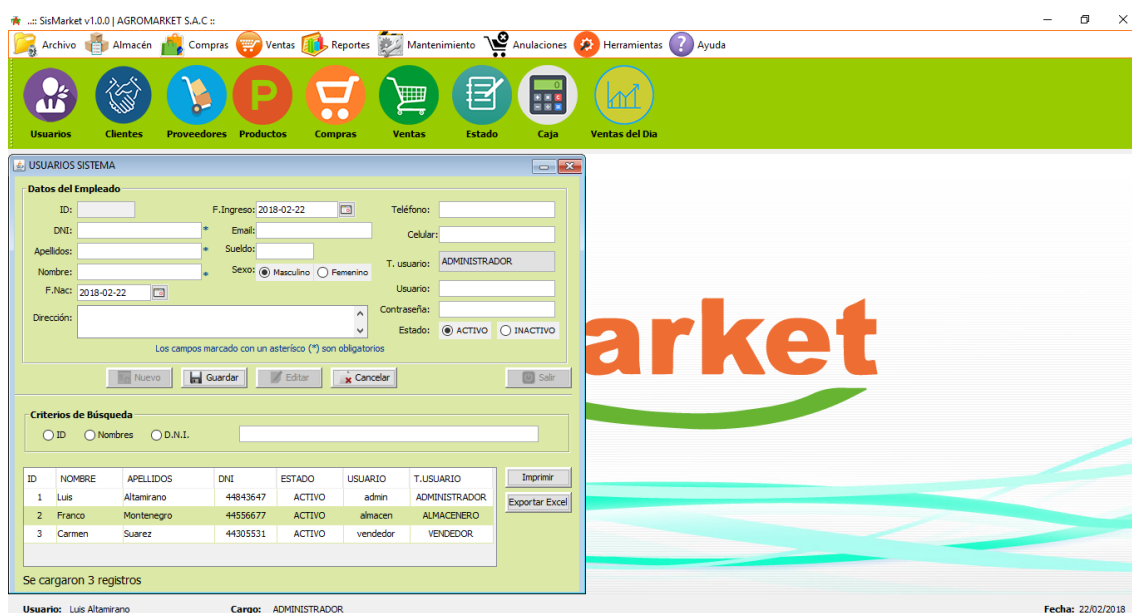 ..:: SisMarket v1.0.0 | AGROMARKET S.A.C ::
Archivo Almacén Compras Ventas Reportes Mantenimiento Anulaciones Herramientas ? Ayuda
P 0
Usuarios Clientes Proveedores Productos Compras Ventas Estado Caja Ventas del Dia
USUARIOS SISTEMA
Datos del Empleado
ID: F.Ingreso: 2018-02-22 Teléfono:
DNI: * Email: Celular:
Apellidos: * Sueldo:
Nombre: * Sexo: Masculino Femenino T. usuario: ADMINISTRADOR
F.Nac: 2018-02-22 Usuario:
Dirección: Contraseña:
Estado: ACTIVO INACTIVO
Los campos marcado con un asterísco (*) son obligatorios
Nuevo Guardar Editar Cancelar Salir
Criterios de Búsqueda
ID Nombres D.N.I.
ID NOMBRE APELLIDOS DNI ESTADO USUARIO T.USUARIO Imprimir
1 Luis Altamirano 44843647 ACTIVO admin ADMINISTRADOR Exportar Excel
2 Franco Montenegro 44556677 ACTIVO almacen ALMACENERO
3 Carmen Suarez 44305531 ACTIVO vendedor VENDEDOR
Se cargaron 3 registros
arket
Usuario: Luis Altamirano Cargo: ADMINISTRADOR Fecha: 22/02/2018